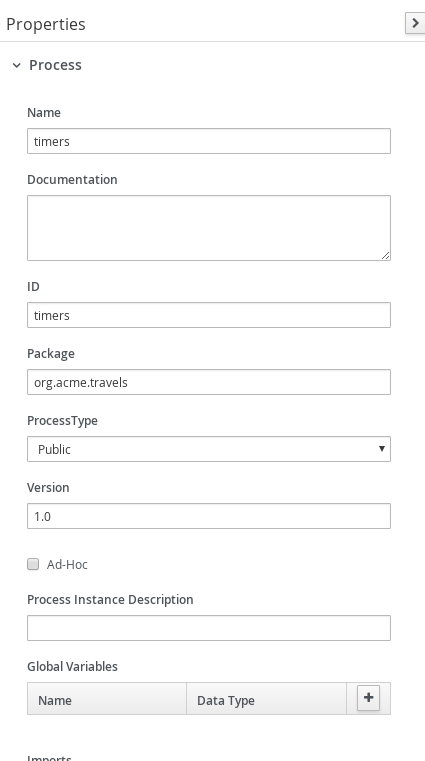 Properties
Process
Name
timers
Documentation
ID
timers
Package
org.acme.travels
ProcessType
Public
Version
1.0
Ad-Hoc
Process Instance Description
Global Variables
Name Data Type
Imports